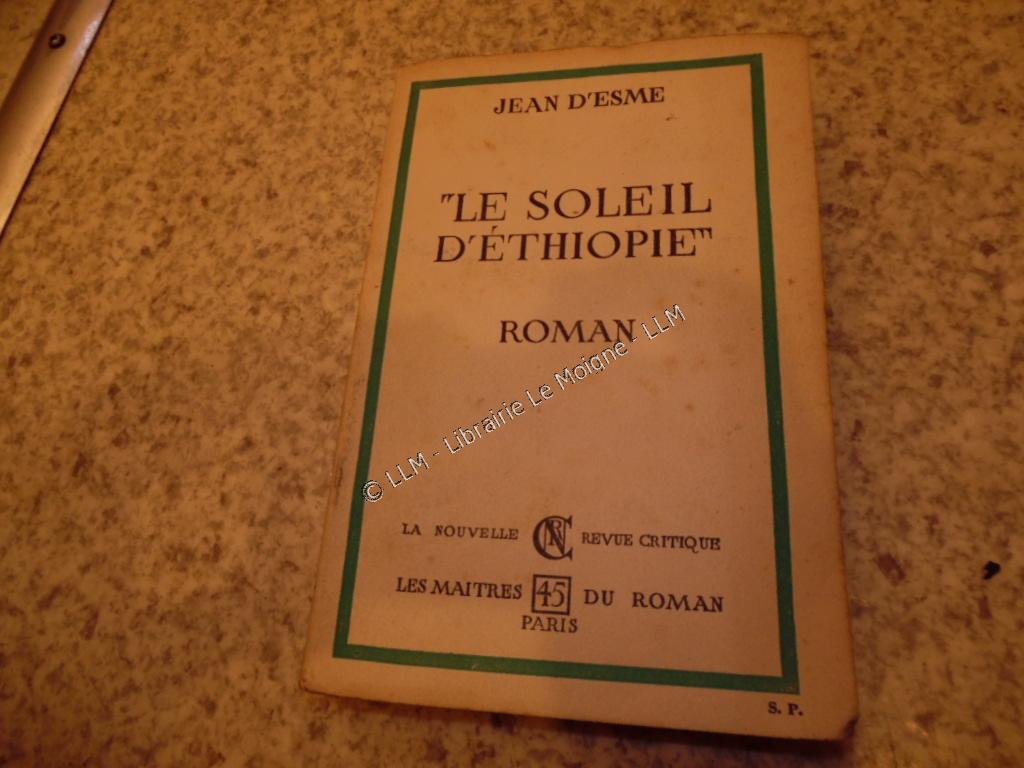 JEAN D'ESME
"LE SOLEIL
D'ÉTHIOPIE"
ROMAN
© LLM - Librairie Le Moigne - LLM
LA NOUVELLE NRC REVUE CRITIQUE
LES MAITRES 45 DU ROMAN
PARIS
S. P.